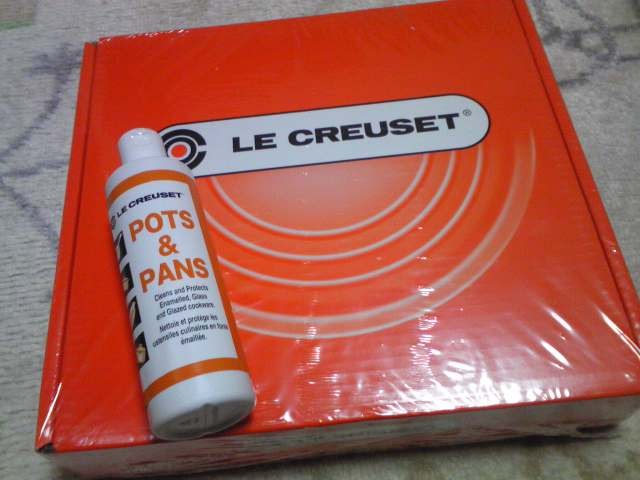 LE CREUSET®
LE CREUSET
POTS
&
PANS
Cleans and Protects
Enamelled, Glass
and Glazed cookware.
Nettoie et protège les
ustensiles culinaires en fonte
émaillée.